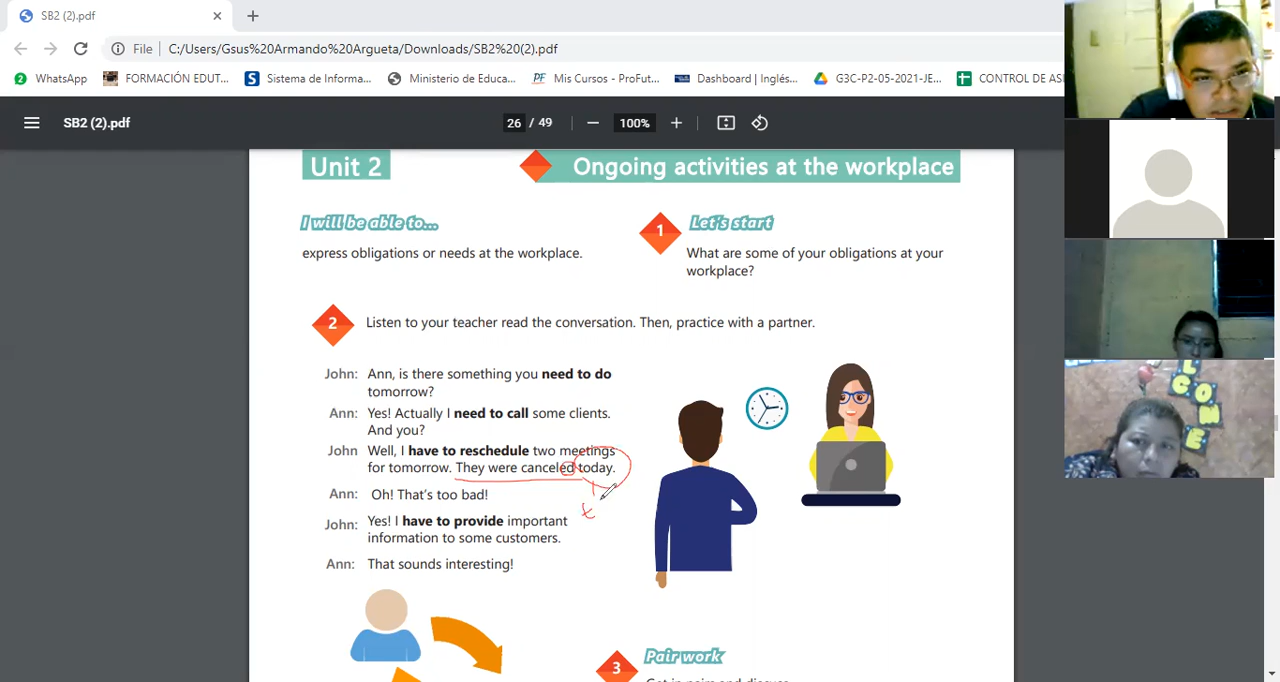 SB2 (2).pdf
File
C:/Users/Gsus%20Armando%20Argueta/Downloads/SB2%20(2).pdf
WhatsApp
FORMACIÓN EDUT...
Sistema de Informa...
Ministerio de Educa...
Mis Cursos - ProFut...
Dashboard | Inglés...
G3C-P2-05-2021-JE...
CONTROL DE ASI
SB2 (2).pdf
26 / 49
100%
Unit 2
Ongoing activities at the workplace
I will be able to...
express obligations or needs at the workplace.
1
Let's start
What are some of your obligations at your
workplace?
2
Listen to your teacher read the conversation. Then, practice with a partner.
John: Ann, is there something you need to do
tomorrow?
Ann: Yes! Actually I need to call some clients.
And you?
John Well, I have to reschedule two meetings
for tomorrow. They were canceled today.
Ann: Oh! That's too bad!
John: Yes! I have to provide important
information to some customers.
Ann: That sounds interesting!
t
3
Pair work
Get in pairs and discuss
L
C O
M
E